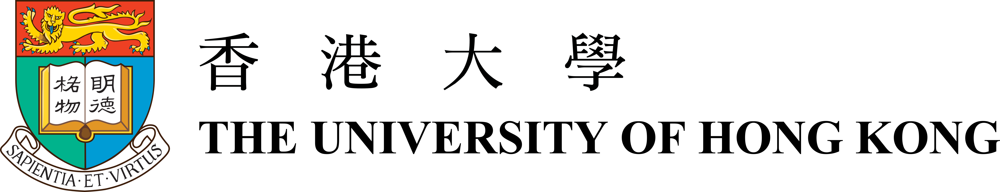 香港大學
THE UNIVERSITY OF HONG KONG
明德
格物
SAPIENTIA · ET · VIRTUS